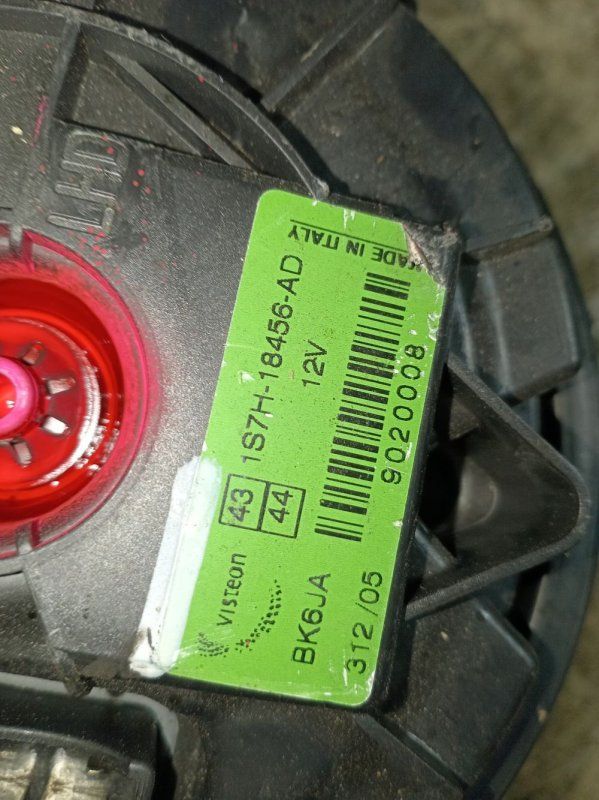 LHD
MADE IN ITALY
1S7H-18456-AD
12V
9020008
43
44
VISTEON
BK6JA
312/05